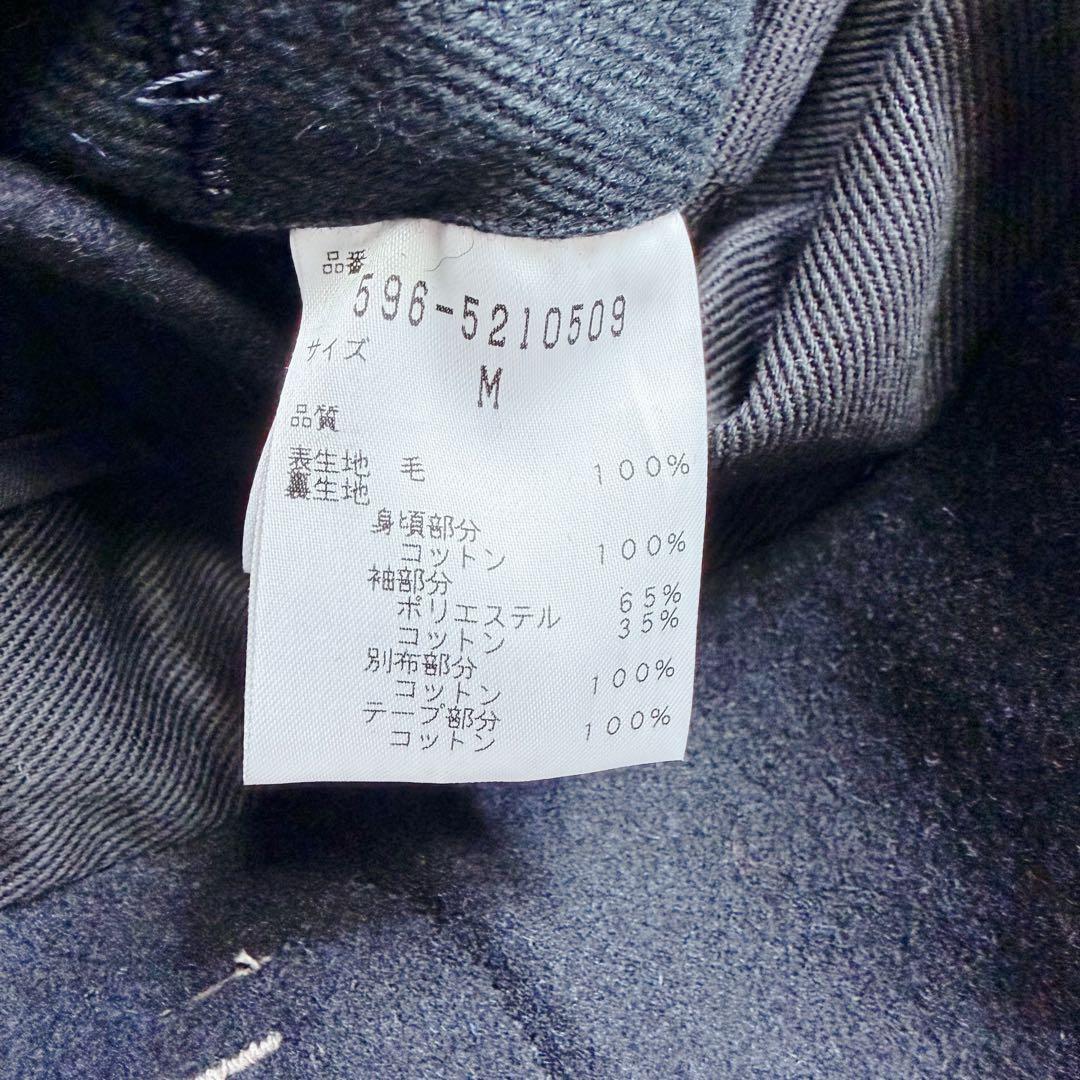 品番
596-5210509
サイズ
M
品質
表生地 毛 100%
裏生地
身頃部分
コットン 100%
袖部分
ポリエステル 65%
コットン 35%
別布部分
コットン 100%
テープ部分
コットン 100%